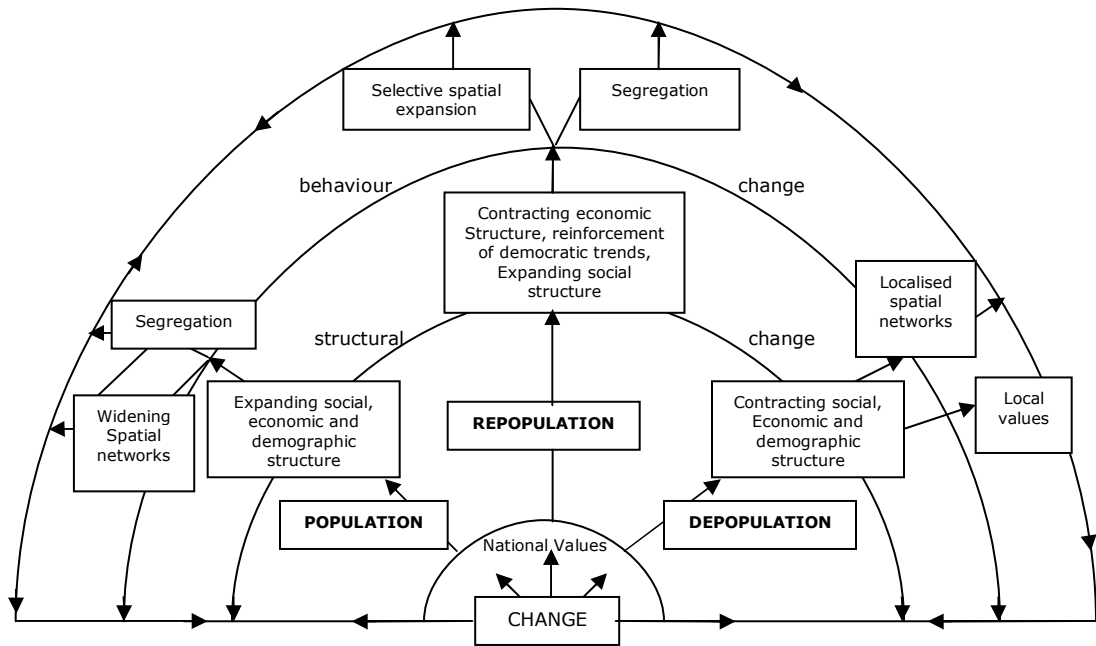 Selective spatial
expansion
Segregation
behaviour
change
Contracting economic
Structure, reinforcement
of democratic trends,
Expanding social
structure
Localised
spatial
networks
Segregation
structural
change
Widening
Spatial
networks
Expanding social,
economic and
demographic
structure
REPOPULATION
Contracting social,
Economic and
demographic
structure
Local
values
POPULATION
DEPOPULATION
National Values
CHANGE